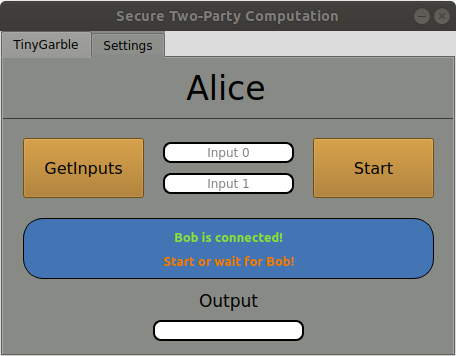 Secure Two-Party Computation
TinyGarble
Settings
Alice
GetInputs
Input 0
Input 1
Start
Bob is connected!
Start or wait for Bob!
Output